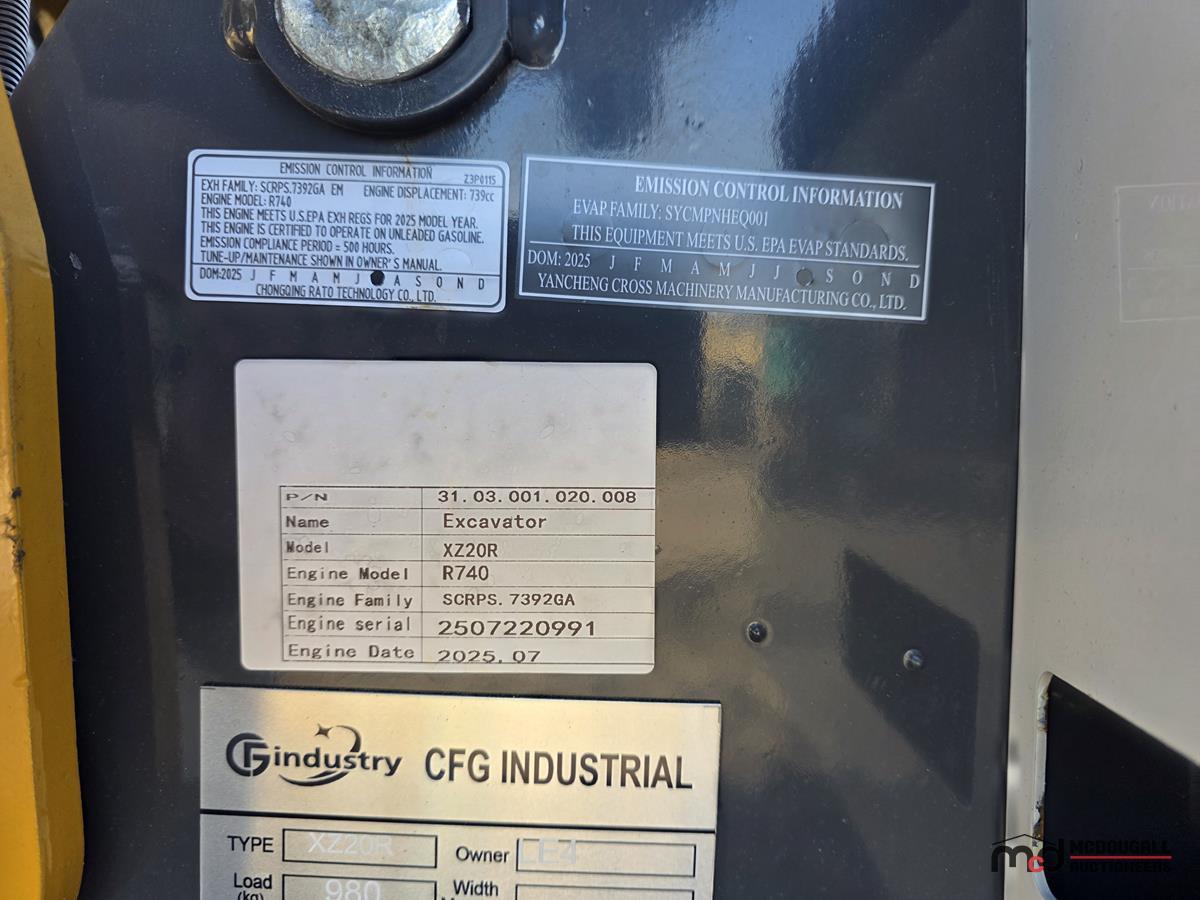 EMISSION CONTROL INFORMATION Z3P0115
EXH FAMILY: SCRPS.7392GA EM ENGINE DISPLACEMENT: 739cc
ENGINE MODEL: R740
THIS ENGINE MEETS U.S.EPA EXH REGS FOR 2025 MODEL YEAR.
THIS ENGINE IS CERTIFIED TO OPERATE ON UNLEADED GASOLINE.
EMISSION COMPLIANCE PERIOD = 500 HOURS.
TUNE-UP/MAINTENANCE SHOWN IN OWNER'S MANUAL.
DOM:2025 J F M A M J A S O N D
CHONGQING RATO TECHNOLOGY CO., LTD.
EMISSION CONTROL INFORMATION
EVAP FAMILY: SYCMPNHEQ001
THIS EQUIPMENT MEETS U.S. EPA EVAP STANDARDS.
DOM: 2025 J F M A M J J S O N D
YANCHENG CROSS MACHINERY MANUFACTURING CO., LTD.
P/N 31.03.001.020.008
Name Excavator
Model XZ20R
Engine Model R740
Engine Family SCRPS.7392GA
Engine serial 2507220991
Engine Date 2025.07
CFG industry CFG INDUSTRIAL
TYPE XZ20R Owner LE4
Load 980 Width
(kg)
mcd MCDOUGALL
AUCTIONEERS